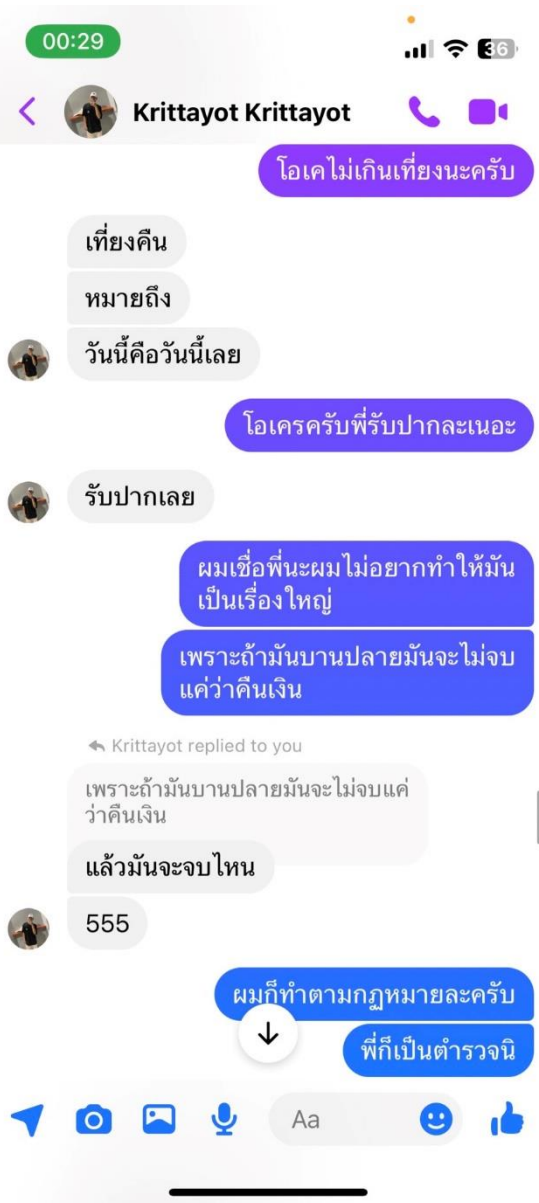 00:29
36
Krittayot Krittayot
โอเคไม่เกินเที่ยงนะครับ
เที่ยงคืน
หมายถึง
วันนี้คือวันนี้เลย
โอเครครับพี่รับปากละเนอะ
รับปากเลย
ผมเชื่อพี่นะผมไม่อยากทำให้มัน
เป็นเรื่องใหญ่
เพราะถ้ามันบานปลายมันจะไม่จบ
แค่ว่าคืนเงิน
Krittayot replied to you
เพราะถ้ามันบานปลายมันจะไม่จบแค่
ว่าคืนเงิน
แล้วมันจะจบไหน
555
ผมก็ทำตามกฏหมายละครับ
พี่ก็เป็นตำรวจนิ
Aa